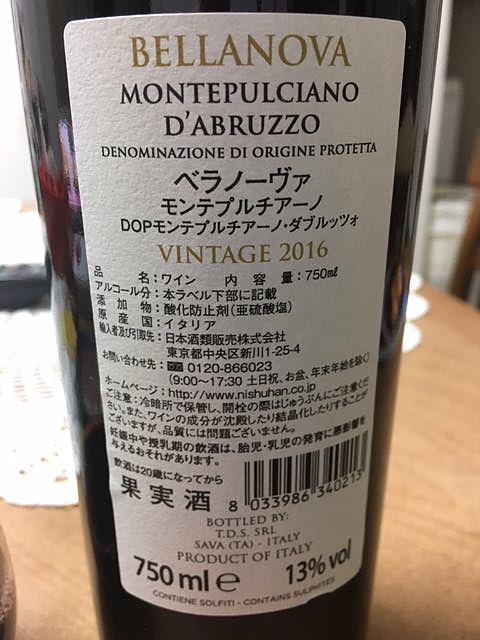 BELLANOVA
MONTEPULCIANO
D'ABRUZZO
DENOMINAZIONE DI ORIGINE PROTETTA
ベラノーヴァ
モンテプルチアーノ
DOPモンテプルチアーノ・ダブルッツォ
VINTAGE 2016
品名:ワイン 内容量:750㎖
アルコール分:本ラベル下部に記載
添加物:酸化防止剤(亜硫酸塩)
原産国:イタリア
輸入者及び引取先:日本酒類販売株式会社
東京都中央区新川1-25-4
お問い合わせ先:☎0120-866023
(9:00〜17:30 土日祝、お盆、年末年始を除く)
ホームページ:http://www.nishuhan.co.jp
ご注意:冷暗所で保管し、開栓の際はじゅうぶんにご注意くだ
さい。また、ワインの成分が沈殿したり結晶化したりすることが
ございますが、品質には問題ございません。
妊娠中や授乳期の飲酒は、胎児・乳児の発育に悪影響を
与えるおそれがあります。
飲酒は20歳になってから
果実酒
8 033986 340213
BOTTLED BY:
T.D.S. SRL
SAVA (TA) - ITALY
PRODUCT OF ITALY
750 ml e 13% vol
CONTIENE SOLFITI - CONTAINS SULPHITES